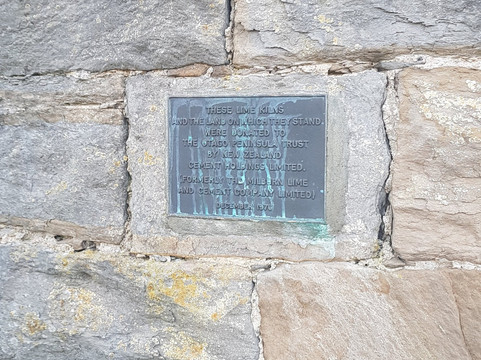 THESE LIME KILNS
AND THE LAND ON WHICH THEY STAND
WERE DONATED TO
THE OTAGO PENINSULA TRUST
BY NEW ZEALAND
CEMENT HOLDINGS LIMITED.
(FORMERLY THE MILBURN LIME
AND CEMENT COMPANY LIMITED)
DECEMBER